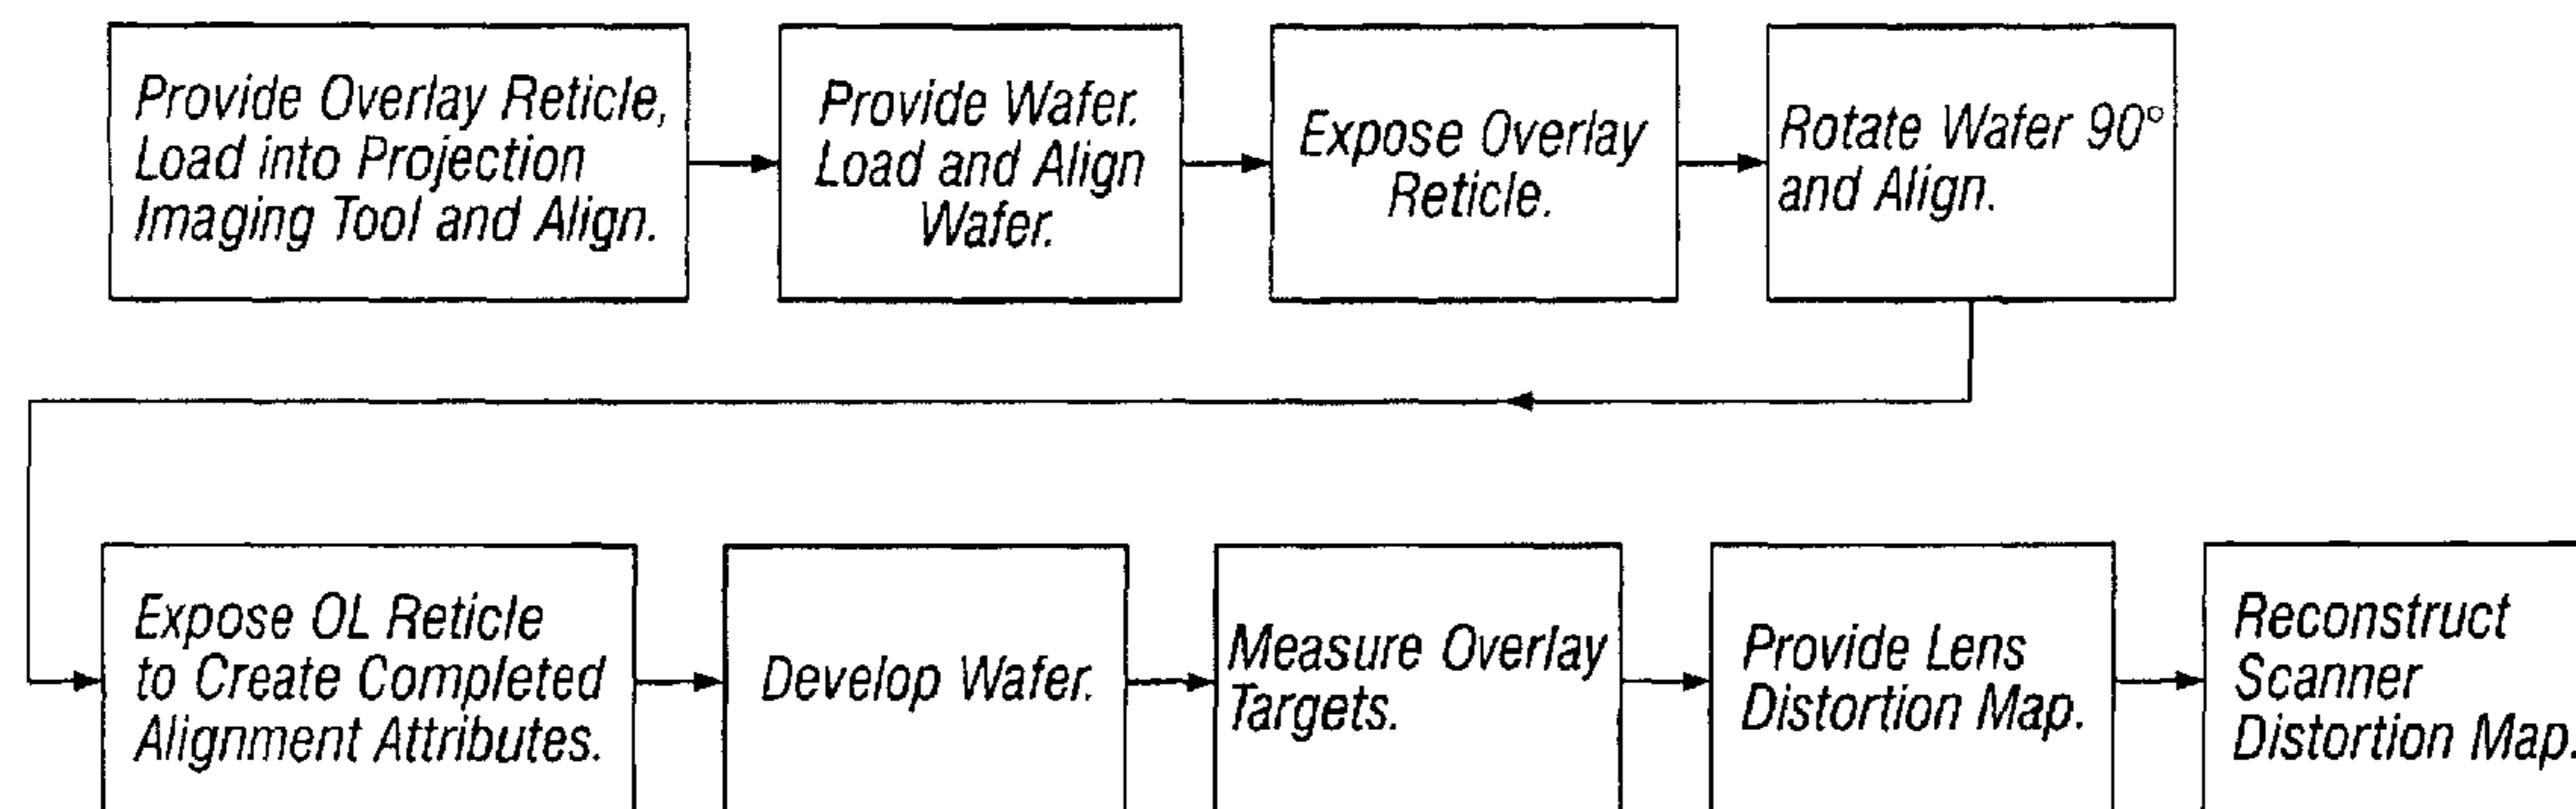 Provide Overlay Reticle,
Load into Projection
Imaging Tool and Align.
Provide Wafer.
Load and Align
Wafer.
Expose Overlay
Reticle.
Rotate Wafer 90°
and Align.
Expose OL Reticle
to Create Completed
Alignment Attributes.
Develop Wafer.
Measure Overlay
Targets.
Provide Lens
Distortion Map.
Reconstruct
Scanner
Distortion Map.